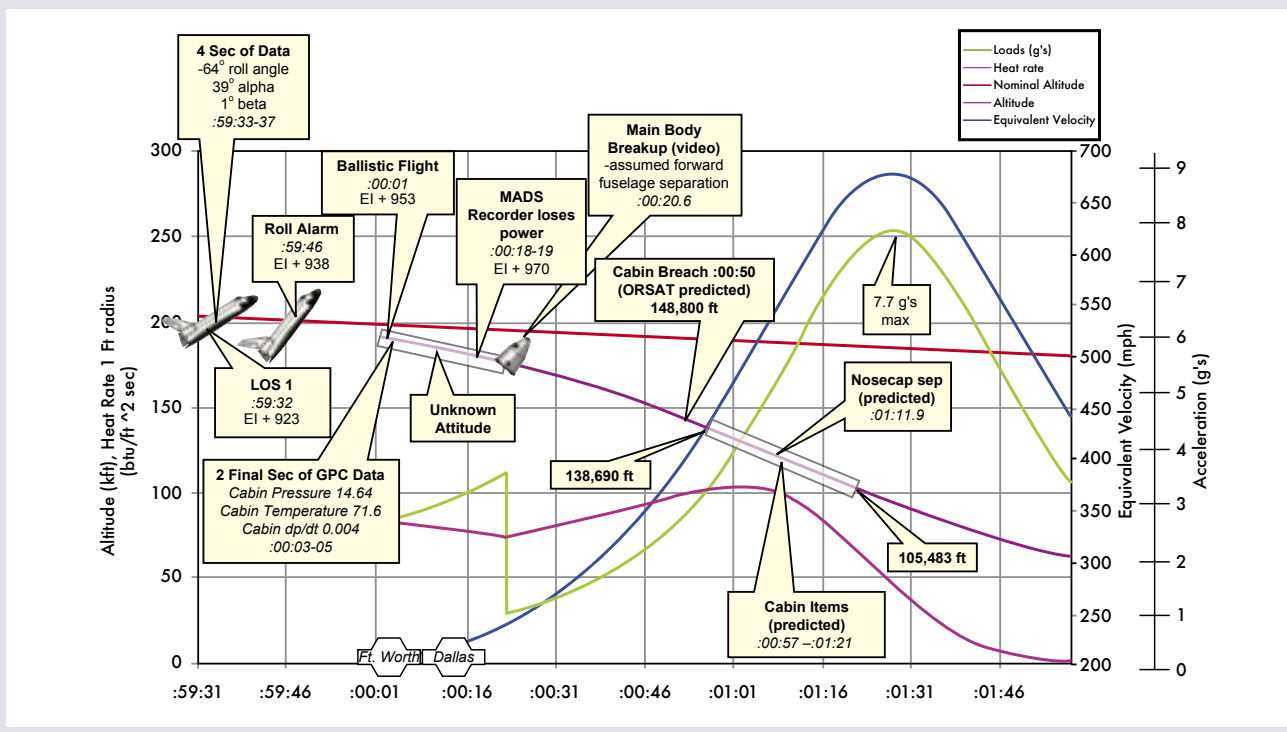 4 Sec of Data
-64° roll angle
39° alpha
1° beta
:59:33-37
Loads (g's)
Heat rate
Nominal Altitude
Altitude
Equivalent Velocity
Main Body
Breakup (video)
-assumed forward
fuselage separation
:00:20.6
Ballistic Flight
:00:01
EI + 953
MADS
Recorder loses
power
:00:18-19
EI + 970
Roll Alarm
:59:46
EI + 938
Cabin Breach :00:50
(ORSAT predicted)
148,800 ft
7.7 g's
max
LOS 1
:59:32
EI + 923
Unknown
Attitude
Nosecap sep
(predicted)
:01:11.9
2 Final Sec of GPC Data
Cabin Pressure 14.64
Cabin Temperature 71.6
Cabin dp/dt 0.004
:00:03-05
138,690 ft
105,483 ft
Cabin Items
(predicted)
:00:57 –:01:21
Ft. Worth
Dallas
Altitude (kft), Heat Rate 1 Ft radius
(btu/ft ^2 sec)
300
250
200
150
100
50
0
700
650
600
550
500
450
400
350
300
250
200
Equivalent Velocity (mph)
9
8
7
6
5
4
3
2
1
0
Acceleration (g's)
:59:31
:59:46
:00:01
:00:16
:00:31
:00:46
:01:01
:01:16
:01:31
:01:46